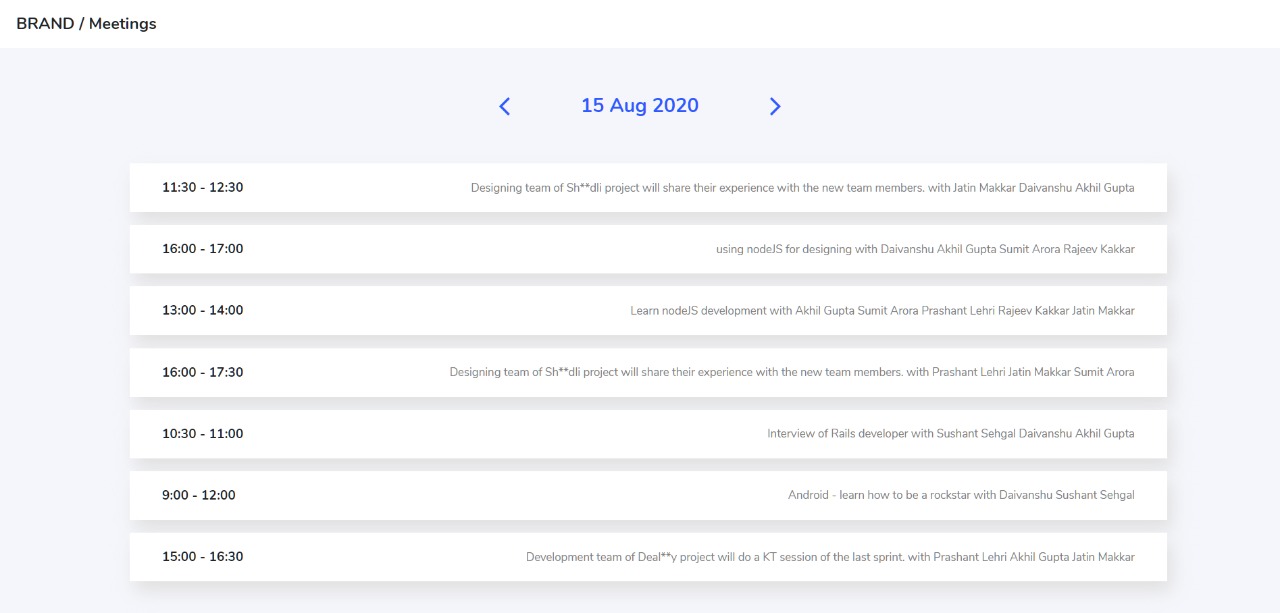 BRAND / Meetings
15 Aug 2020
11:30 - 12:30 Designing team of Sh**dli project will share their experience with the new team members. with Jatin Makkar Daivanshu Akhil Gupta
16:00 - 17:00 using nodeJS for designing with Daivanshu Akhil Gupta Sumit Arora Rajeev Kakkar
13:00 - 14:00 Learn nodeJS development with Akhil Gupta Sumit Arora Prashant Lehri Rajeev Kakkar Jatin Makkar
16:00 - 17:30 Designing team of Sh**dli project will share their experience with the new team members. with Prashant Lehri Jatin Makkar Sumit Arora
10:30 - 11:00 Interview of Rails developer with Sushant Sehgal Daivanshu Akhil Gupta
9:00 - 12:00 Android - learn how to be a rockstar with Daivanshu Sushant Sehgal
15:00 - 16:30 Development team of Deal**y project will do a KT session of the last sprint. with Prashant Lehri Akhil Gupta Jatin Makkar